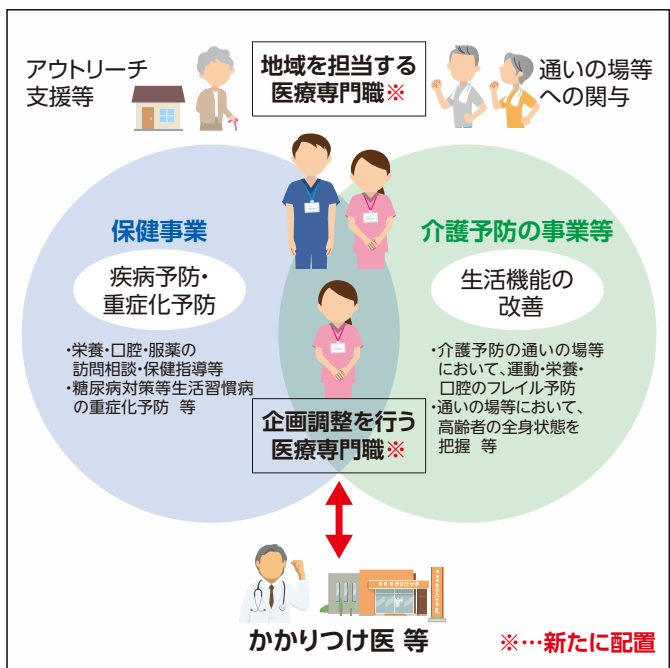 アウトリーチ
支援等
地域を担当する
医療専門職※
通いの場等
への関与
保健事業
疾病予防・
重症化予防
・栄養・口腔・服薬の
訪問相談・保健指導等
・糖尿病対策等生活習慣病
の重症化予防 等
介護予防の事業等
生活機能の
改善
・介護予防の通いの場等
において、運動・栄養・
口腔のフレイル予防
・通いの場等において、
高齢者の全身状態を
把握 等
企画調整を行う
医療専門職※
クリニック
かかりつけ医 等
※…新たに配置